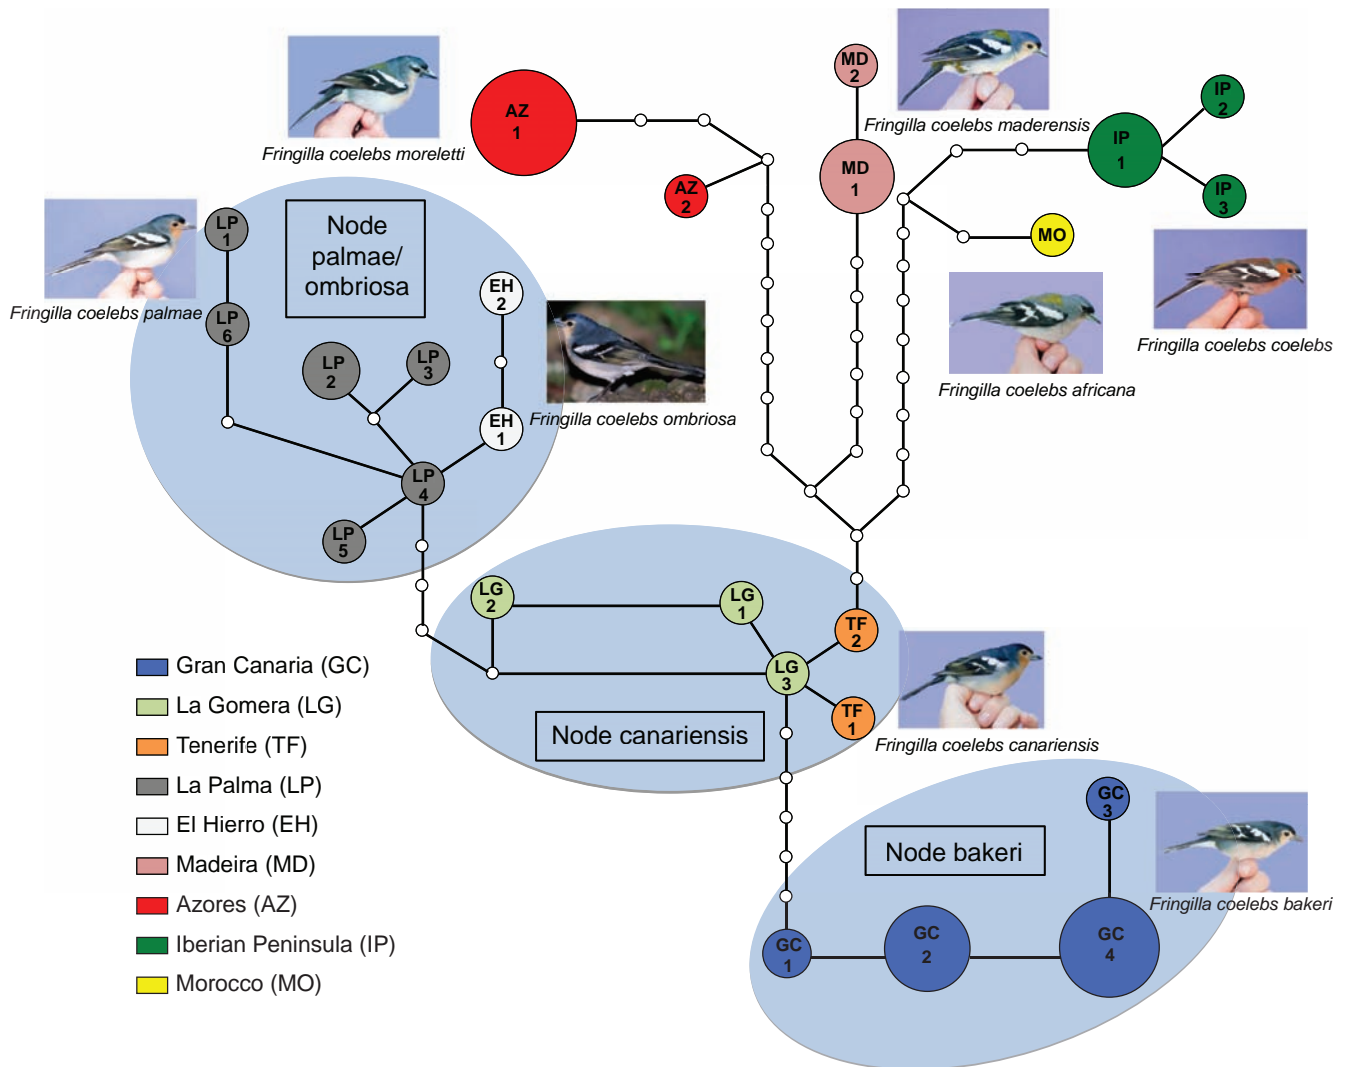 AZ
1
Fringilla coelebs moreletti
AZ
2
MD
2
Fringilla coelebs maderensis
MD
1
IP
2
IP
1
IP
3
MO
Fringilla coelebs coelebs
Fringilla coelebs africana
LP
1
Fringilla coelebs palmae
Node
palmae/
ombriosa
LP
6
LP
2
LP
3
EH
2
EH
1
Fringilla coelebs ombriosa
LP
4
LP
5
LG
2
LG
1
TF
2
LG
3
TF
1
Node canariensis
Fringilla coelebs canariensis
Gran Canaria (GC)
La Gomera (LG)
Tenerife (TF)
La Palma (LP)
El Hierro (EH)
Madeira (MD)
Azores (AZ)
Iberian Peninsula (IP)
Morocco (MO)
Node bakeri
GC
3
Fringilla coelebs bakeri
GC
1
GC
2
GC
4